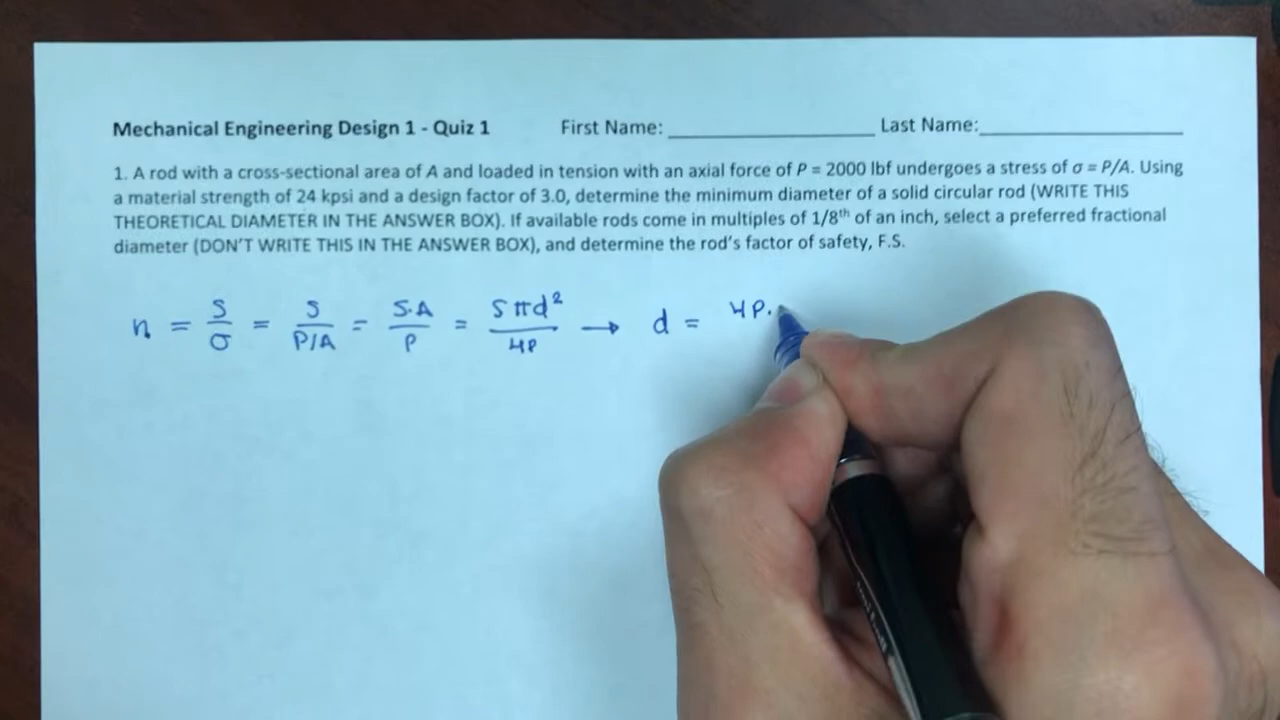 Mechanical Engineering Design 1 - Quiz 1 First Name: ____________ Last Name: ____________
1. A rod with a cross-sectional area of A and loaded in tension with an axial force of P = 2000 lbf undergoes a stress of σ = P/A. Using
a material strength of 24 kpsi and a design factor of 3.0, determine the minimum diameter of a solid circular rod (WRITE THIS
THEORETICAL DIAMETER IN THE ANSWER BOX). If available rods come in multiples of 1/8th of an inch, select a preferred fractional
diameter (DON'T WRITE THIS IN THE ANSWER BOX), and determine the rod's factor of safety, F.S.
n = S/σ = S/(P/A) = S·A/P = Sπd²/4P → d = 4P·